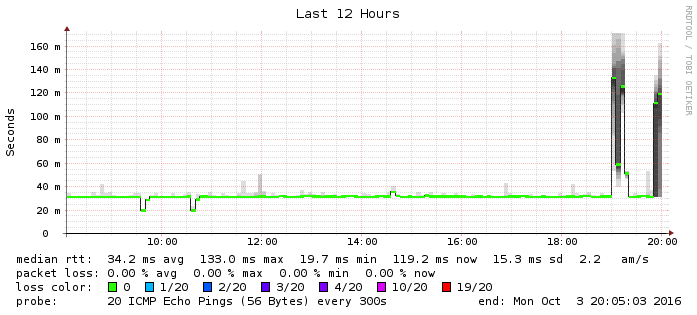 Last 12 Hours
RRDTOOL / TOBI OETIKER
Seconds
160 m
140 m
120 m
100 m
80 m
60 m
40 m
20 m
0
10:00 12:00 14:00 16:00 18:00 20:00
median rtt: 34.2 ms avg 133.0 ms max 19.7 ms min 119.2 ms now 15.3 ms sd 2.2 am/s
packet loss: 0.00 % avg 0.00 % max 0.00 % min 0.00 % now
loss color: 0 1/20 2/20 3/20 4/20 10/20 19/20
probe: 20 ICMP Echo Pings (56 Bytes) every 300s end: Mon Oct 3 20:05:03 2016